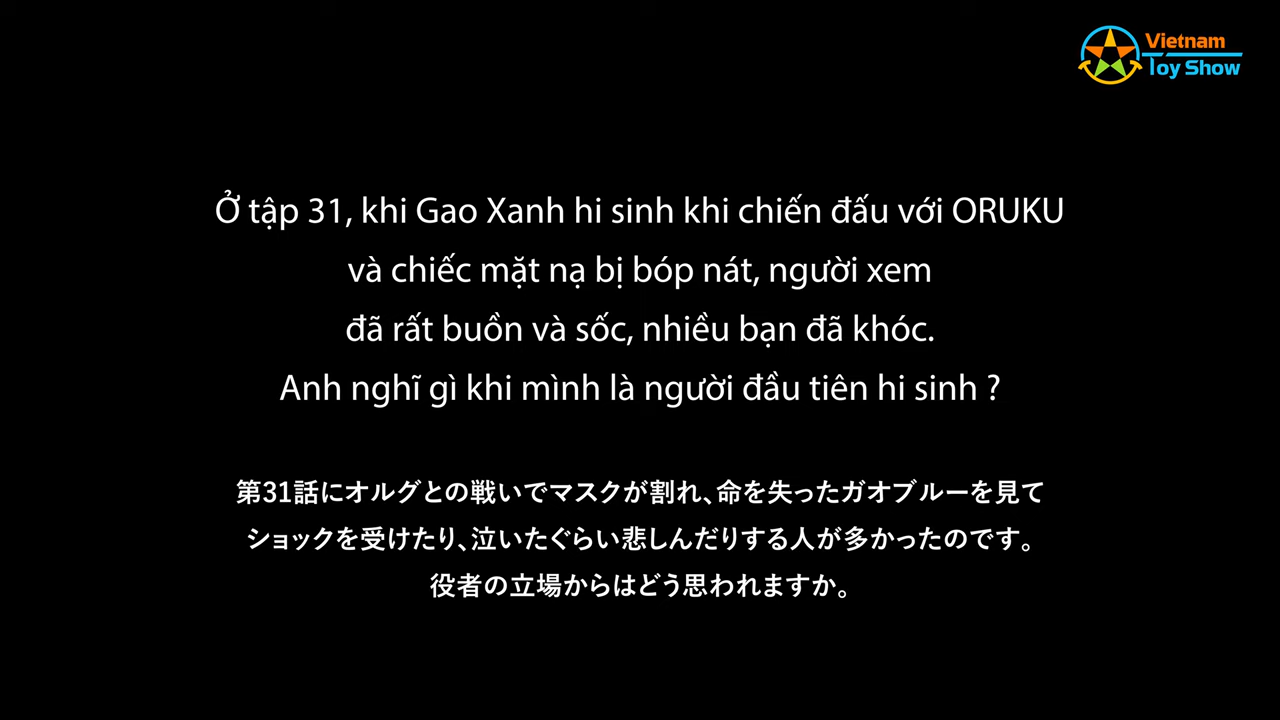 Vietnam
Toy Show
Ở tập 31, khi Gao Xanh hi sinh khi chiến đấu với ORUKU
và chiếc mặt nạ bị bóp nát, người xem
đã rất buồn và sốc, nhiều bạn đã khóc.
Anh nghĩ gì khi mình là người đầu tiên hi sinh ?
第31話にオルグとの戦いでマスクが割れ、命を失ったガオブルーを見て
ショックを受けたり、泣いたぐらい悲しんだりする人が多かったのです。
役者の立場からはどう思われますか。